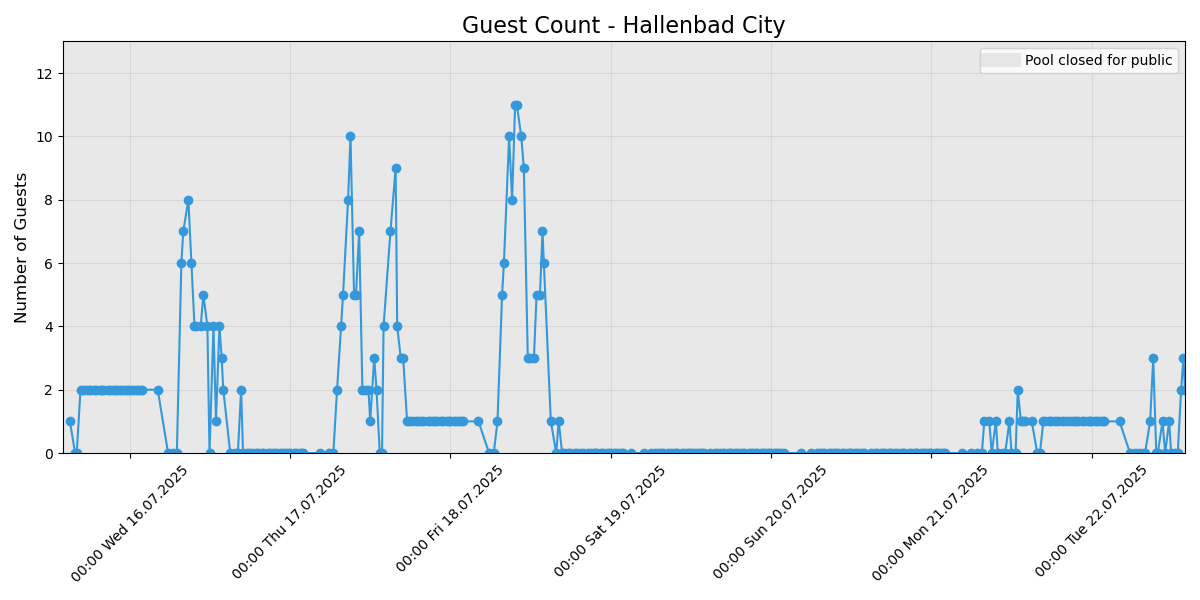 Guest Count - Hallenbad City
Pool closed for public
Number of Guests
12
10
8
6
4
2
0
00:00 Wed 16.07.2025
00:00 Thu 17.07.2025
00:00 Fri 18.07.2025
00:00 Sat 19.07.2025
00:00 Sun 20.07.2025
00:00 Mon 21.07.2025
00:00 Tue 22.07.2025